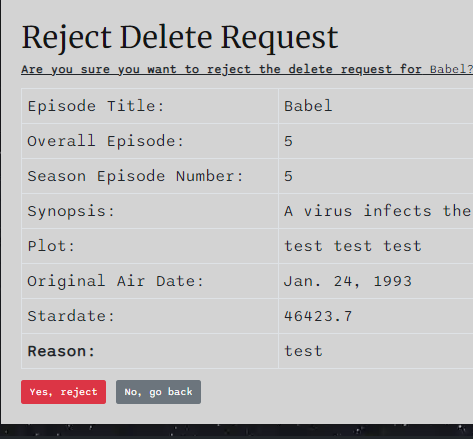 Reject Delete Request
Are you sure you want to reject the delete request for Babel?
Episode Title: Babel
Overall Episode: 5
Season Episode Number: 5
Synopsis: A virus infects the
Plot: test test test
Original Air Date: Jan. 24, 1993
Stardate: 46423.7
Reason: test
Yes, reject No, go back